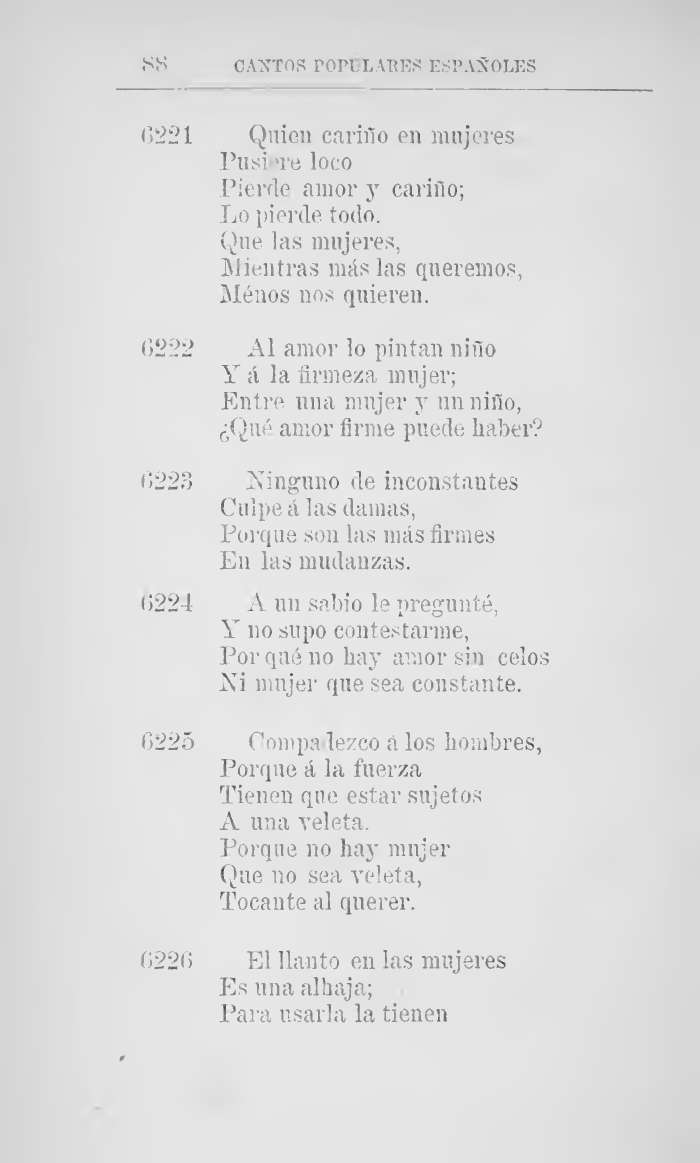 88 CANTOS POPULARES ESPAÑOLES
6221 Quien cariño en mujeres
Pusiere loco
Pierde amor y cariño;
Lo pierde todo.
Que las mujeres,
Mientras más las queremos,
Ménos nos quieren.
6222 Al amor lo pintan niño
Y á la firmeza mujer;
Entre una mujer y un niño,
¿Qué amor firme puede haber?
6223 Ninguno de inconstantes
Culpe á las damas,
Porque son las más firmes
En las mudanzas.
6224 A un sabio le pregunté,
Y no supo contestarme,
Por qué no hay amor sin celos
Ni mujer que sea constante.
6225 Compadezco á los hombres,
Porque á la fuerza
Tienen que estar sujetos
A una veleta.
Porque no hay mujer
Que no sea veleta,
Tocante al querer.
6226 El llanto en las mujeres
Es una alhaja;
Para usarla la tienen